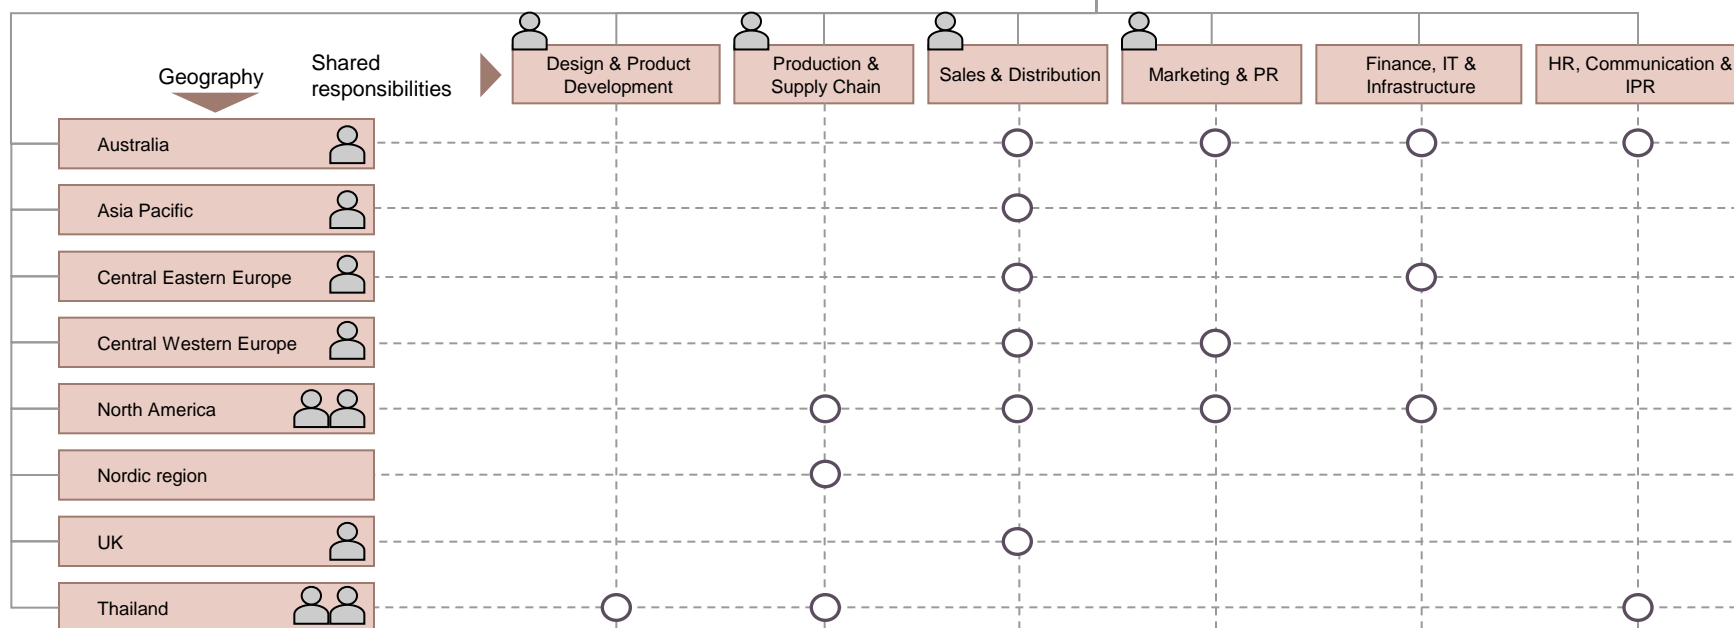 Geography
Shared
responsibilities
Design & Product
Development
Production &
Supply Chain
Sales & Distribution
Marketing & PR
Finance, IT &
Infrastructure
HR, Communication &
IPR
Australia
Asia Pacific
Central Eastern Europe
Central Western Europe
North America
Nordic region
UK
Thailand